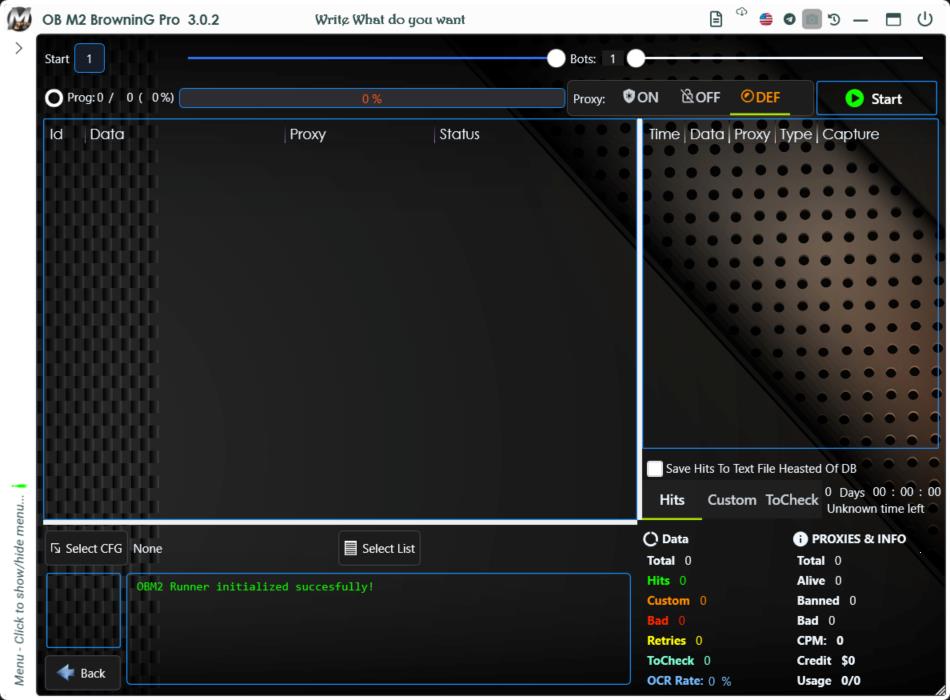 OB M2 BrowninG Pro 3.0.2
Write What do you want
Start 1
Bots: 1
Prog: 0 / 0 ( 0%)
0 %
Proxy: ON OFF DEF
Start
Id Data Proxy Status
Time Data Proxy Type Capture
Save Hits To Text File Heasted Of DB
Hits Custom ToCheck
0 Days 00 : 00 : 00
Unknown time left
Menu - Click to show/hide menu...
Select CFG None
Select List
OBM2 Runner initialized succesfully!
Back
Data
Total 0
Hits 0
Custom 0
Bad 0
Retries 0
ToCheck 0
OCR Rate: 0 %
PROXIES & INFO
Total 0
Alive 0
Banned 0
Bad 0
CPM: 0
Credit $0
Usage 0/0